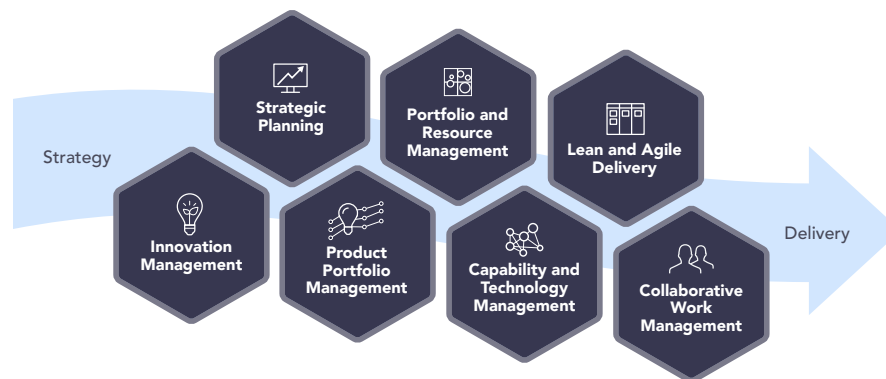 Strategy
Innovation
Management
Strategic
Planning
Product
Portfolio
Management
Portfolio and
Resource
Management
Capability and
Technology
Management
Lean and Agile
Delivery
Collaborative
Work
Management
Delivery